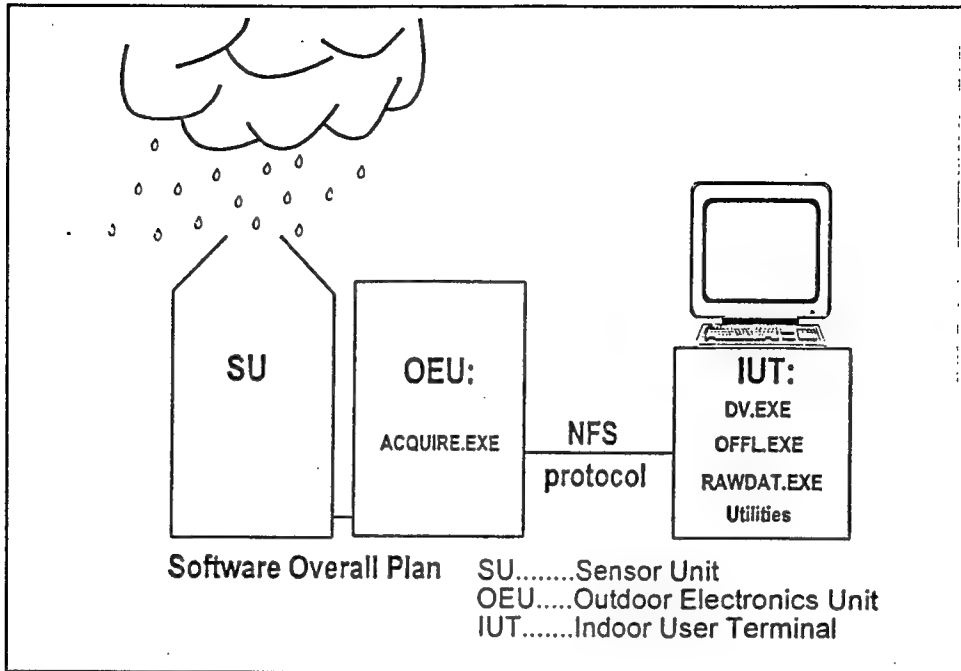 SU
OEU:
ACQUIRE.EXE
NFS
protocol
IUT:
DV.EXE
OFFL.EXE
RAWDAT.EXE
Utilities
Software Overall Plan
SU........Sensor Unit
OEU.....Outdoor Electronics Unit
IUT.......Indoor User Terminal